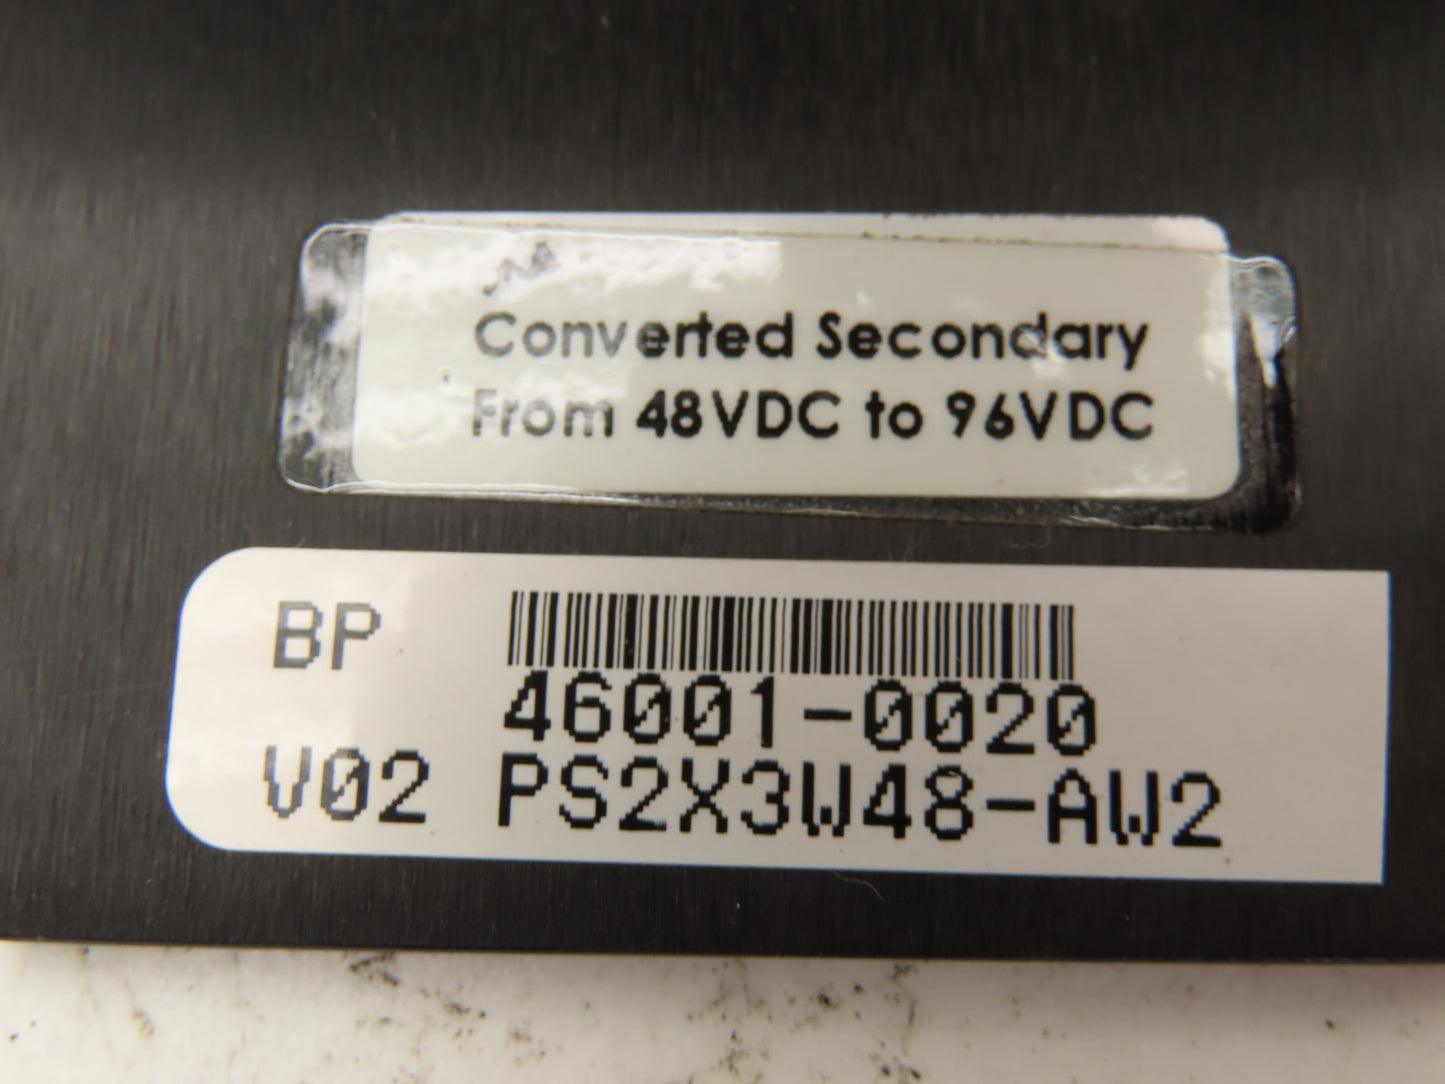 Converted Secondary
From 48VDC to 96VDC
BP
46001-0020
V02 PS2X3W48-AW2